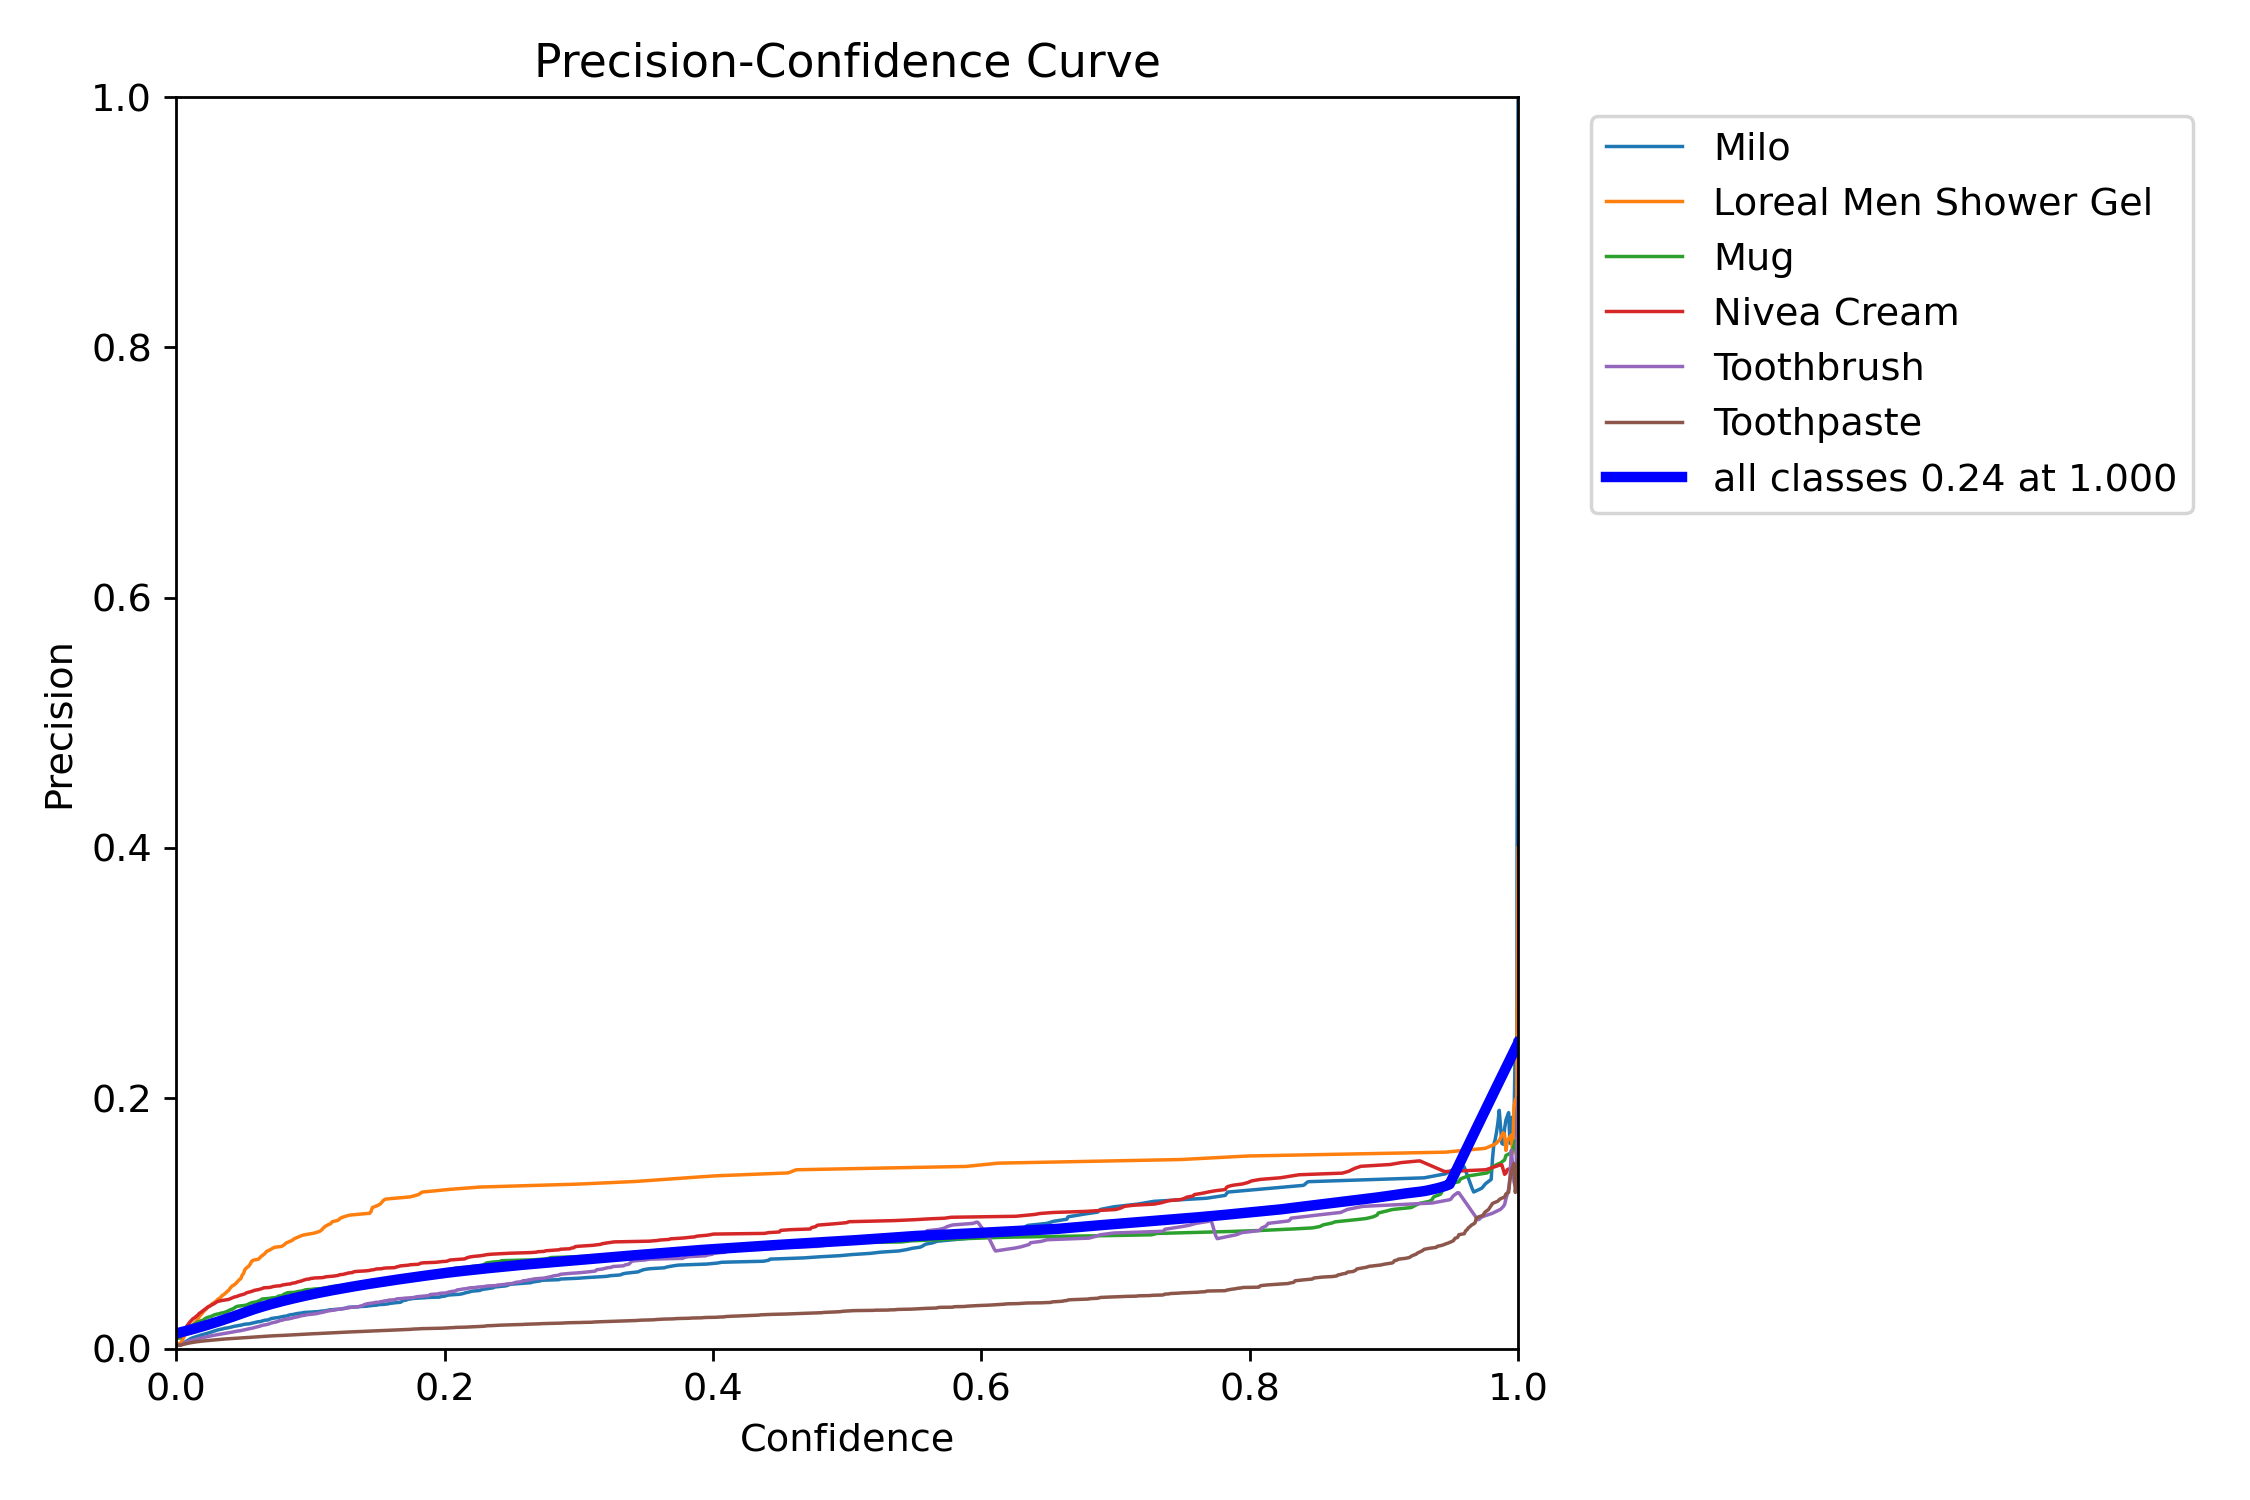 Precision-Confidence Curve
1.0
0.8
0.6
0.4
0.2
0.0
Precision
0.0 0.2 0.4 0.6 0.8 1.0
Confidence
Milo
Loreal Men Shower Gel
Mug
Nivea Cream
Toothbrush
Toothpaste
all classes 0.24 at 1.000